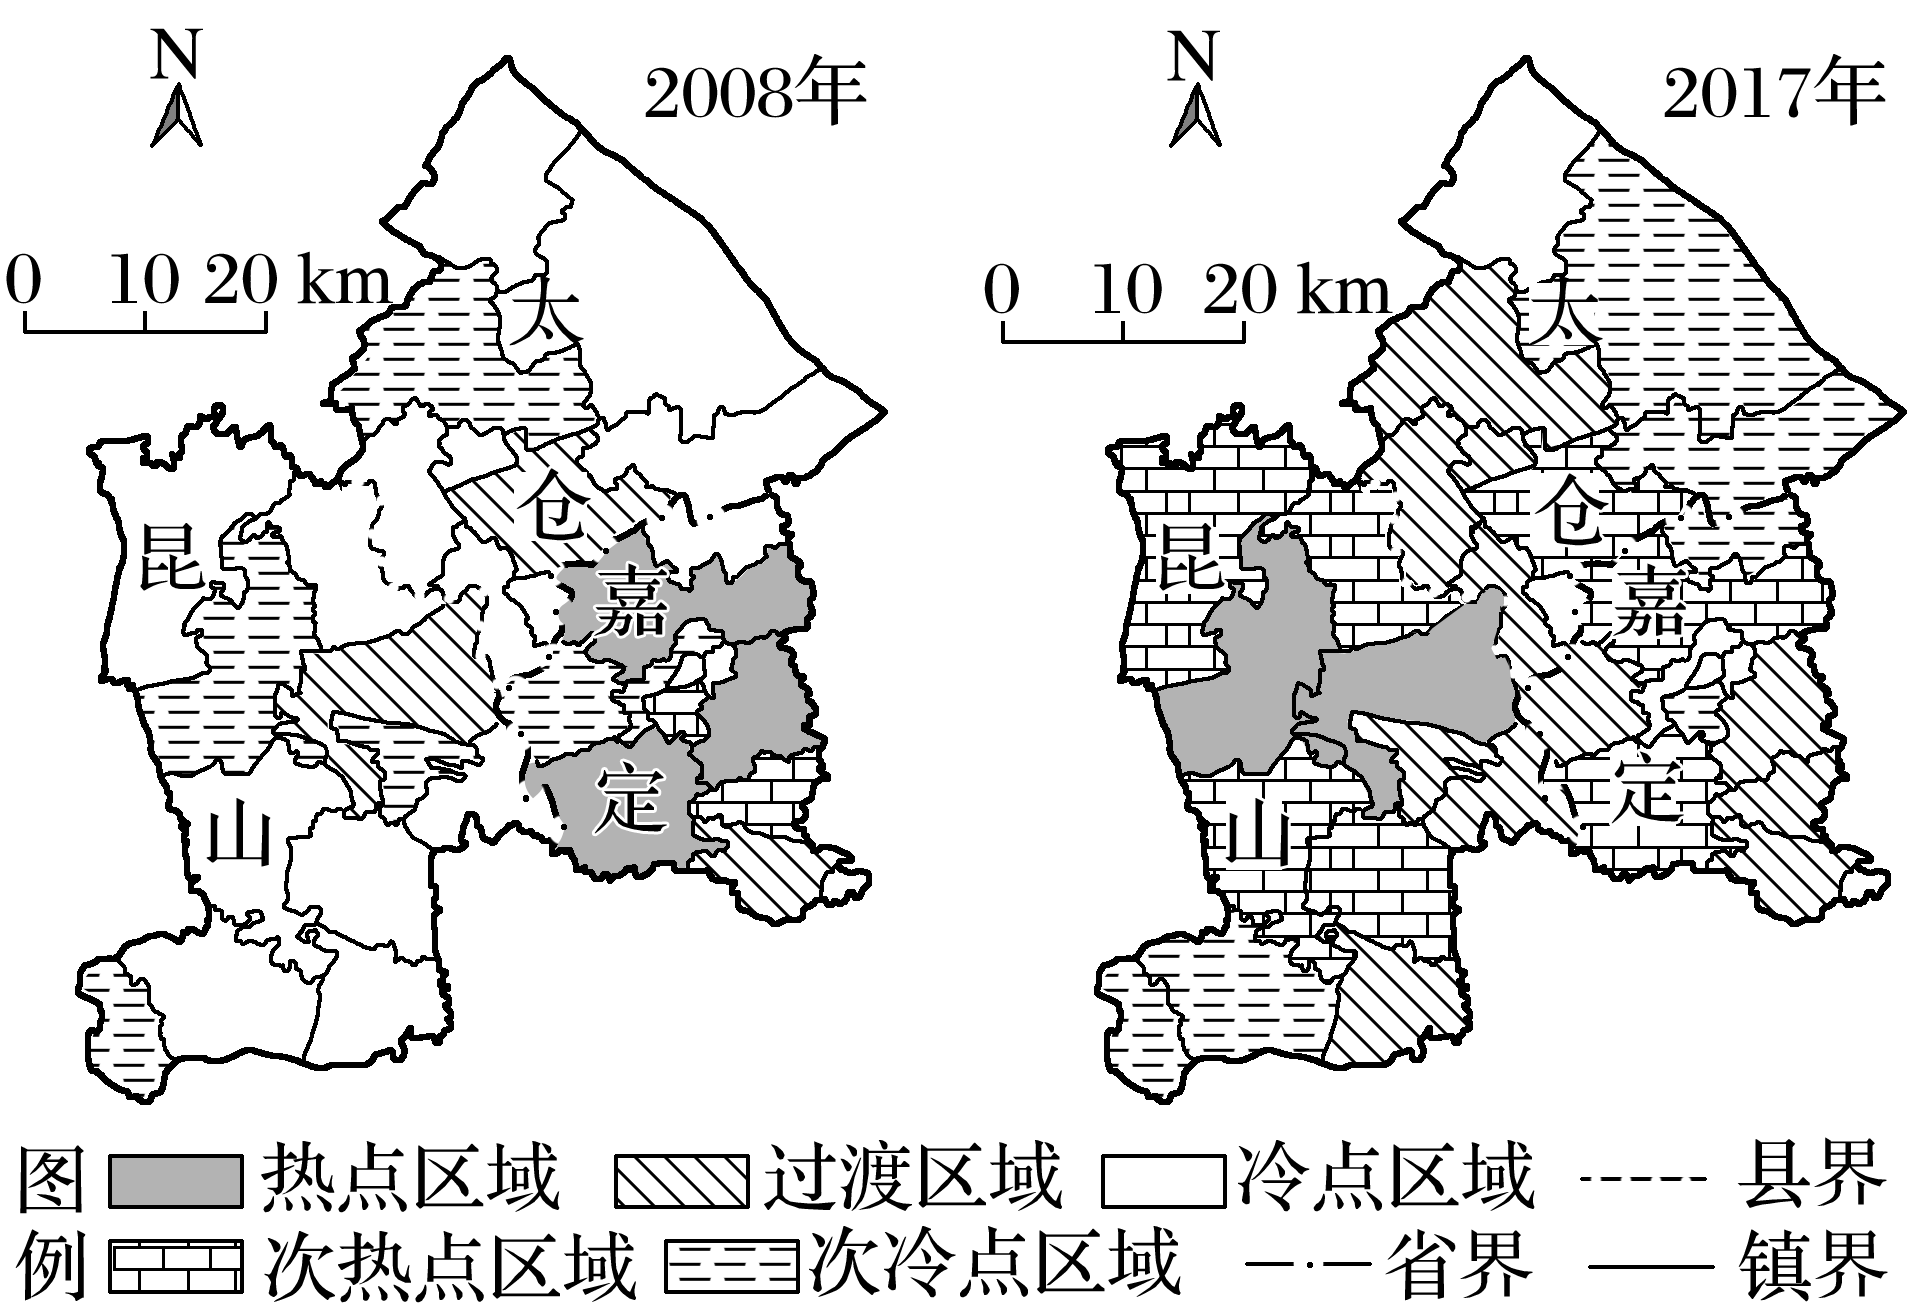 N
2008年
0 10 20 km
太
仓
昆
嘉
定
山
N
2017年
0 10 20 km
太
仓
昆
嘉
定
山
图 热点区域 过渡区域 冷点区域 县界
例 次热点区域 次冷点区域 省界 镇界